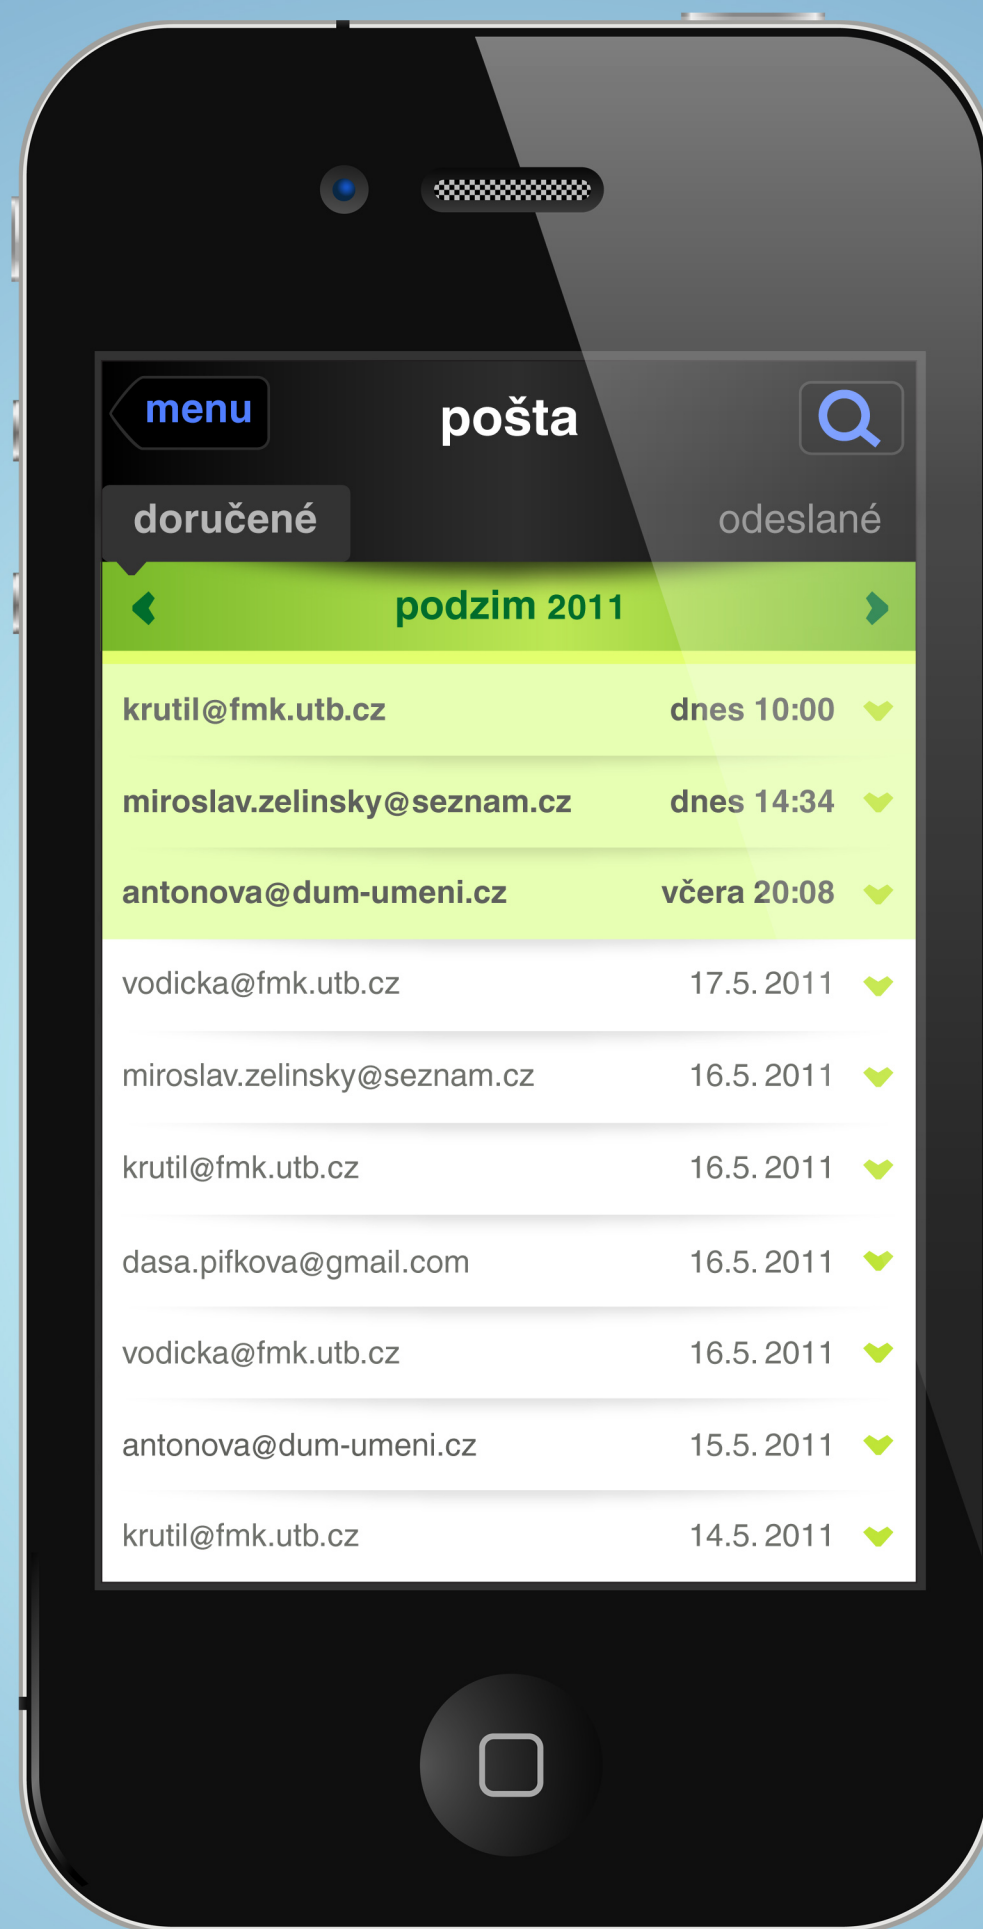 menu pošta
doručené odeslané
podzim 2011
krutil@fmk.utb.cz dnes 10:00
miroslav.zelinsky@seznam.cz dnes 14:34
antonova@dum-umeni.cz včera 20:08
vodicka@fmk.utb.cz 17.5. 2011
miroslav.zelinsky@seznam.cz 16.5. 2011
krutil@fmk.utb.cz 16.5. 2011
dasa.pifkova@gmail.com 16.5. 2011
vodicka@fmk.utb.cz 16.5. 2011
antonova@dum-umeni.cz 15.5. 2011
krutil@fmk.utb.cz 14.5. 2011